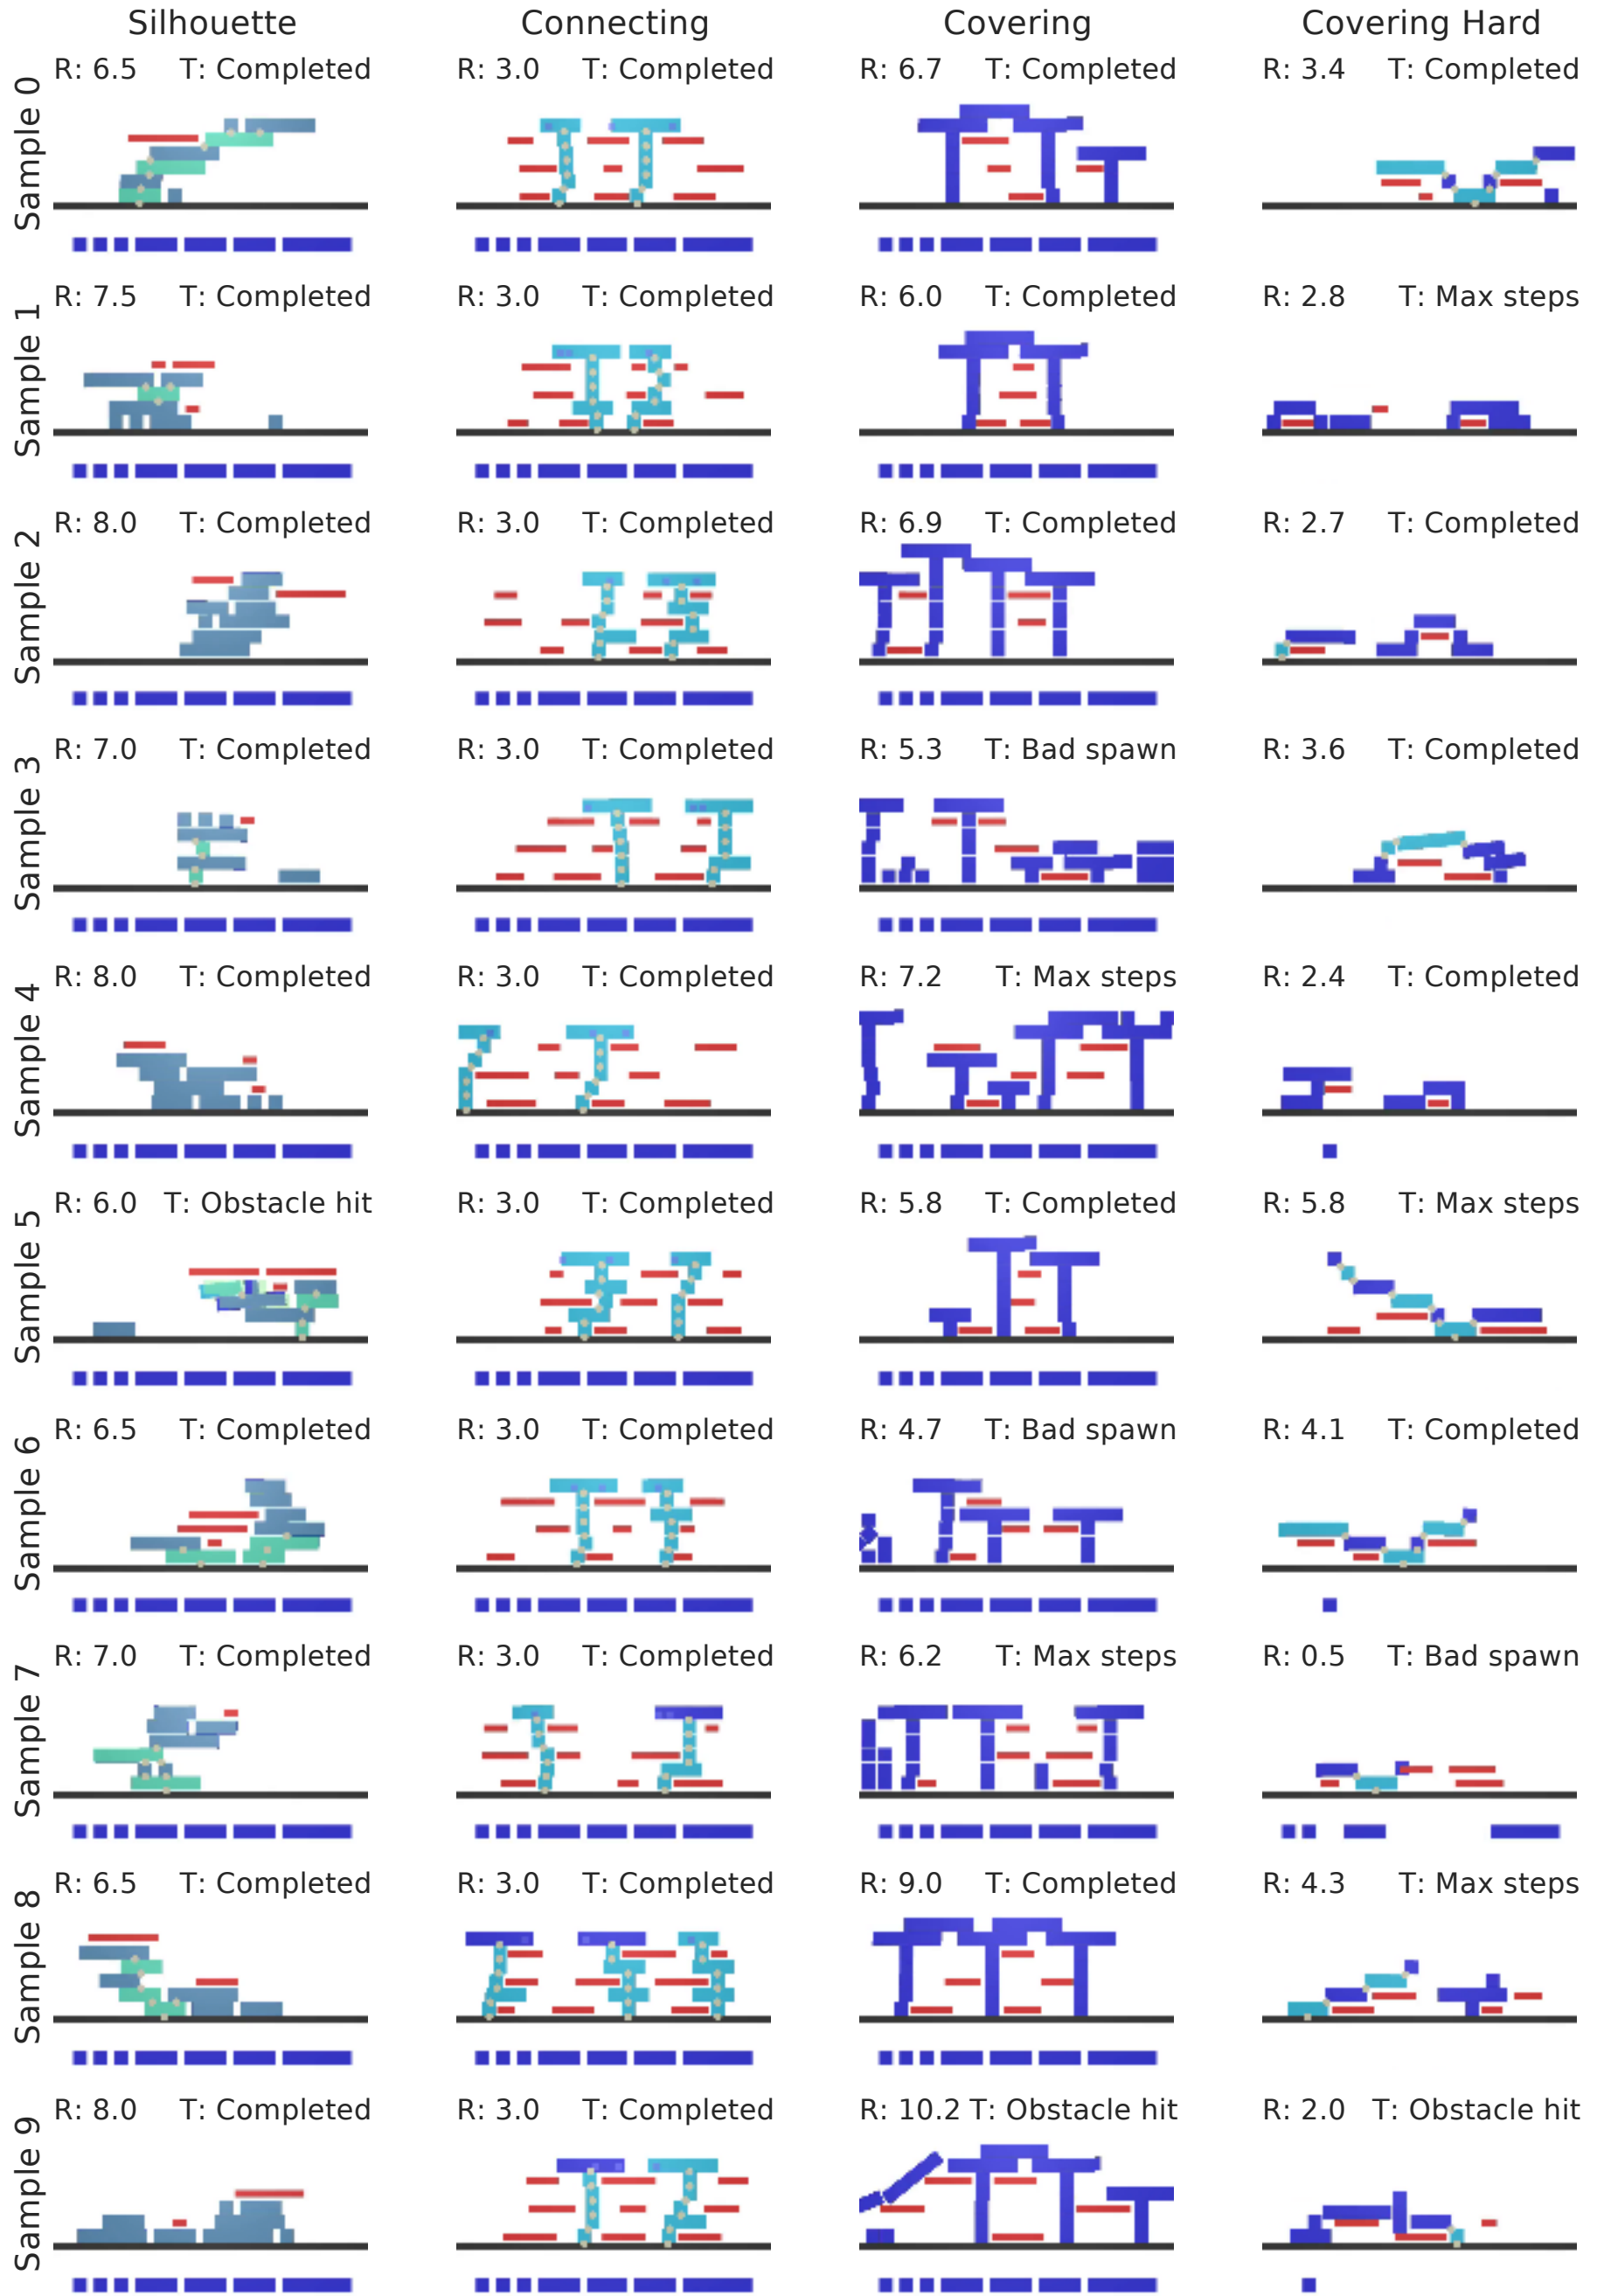 Silhouette Connecting Covering Covering Hard
Sample 0
R: 6.5 T: Completed R: 3.0 T: Completed R: 6.7 T: Completed R: 3.4 T: Completed
Sample 1
R: 7.5 T: Completed R: 3.0 T: Completed R: 6.0 T: Completed R: 2.8 T: Max steps
Sample 2
R: 8.0 T: Completed R: 3.0 T: Completed R: 6.9 T: Completed R: 2.7 T: Completed
Sample 3
R: 7.0 T: Completed R: 3.0 T: Completed R: 5.3 T: Bad spawn R: 3.6 T: Completed
Sample 4
R: 8.0 T: Completed R: 3.0 T: Completed R: 7.2 T: Max steps R: 2.4 T: Completed
Sample 5
R: 6.0 T: Obstacle hit R: 3.0 T: Completed R: 5.8 T: Completed R: 5.8 T: Max steps
Sample 6
R: 6.5 T: Completed R: 3.0 T: Completed R: 4.7 T: Bad spawn R: 4.1 T: Completed
Sample 7
R: 7.0 T: Completed R: 3.0 T: Completed R: 6.2 T: Max steps R: 0.5 T: Bad spawn
Sample 8
R: 6.5 T: Completed R: 3.0 T: Completed R: 9.0 T: Completed R: 4.3 T: Max steps
Sample 9
R: 8.0 T: Completed R: 3.0 T: Completed R: 10.2 T: Obstacle hit R: 2.0 T: Obstacle hit